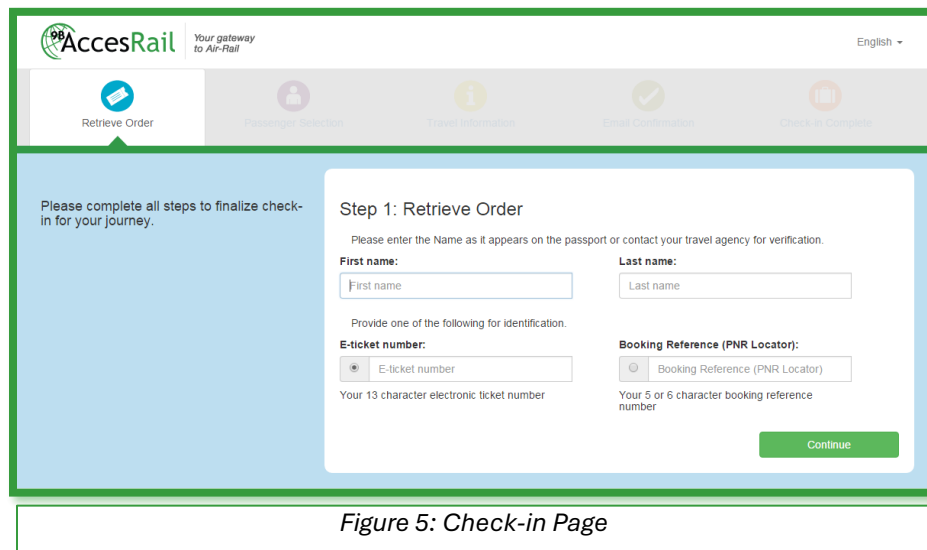 9B
AccesRail
Your gateway
to Air-Rail
English
Retrieve Order
Passenger Selection
Travel Information
Email Confirmation
Check-in Complete
Please complete all steps to finalize check-
in for your journey.
Step 1: Retrieve Order
Please enter the Name as it appears on the passport or contact your travel agency for verification.
First name:
Last name:
First name
Last name
Provide one of the following for identification.
E-ticket number:
Booking Reference (PNR Locator):
E-ticket number
Booking Reference (PNR Locator)
Your 13 character electronic ticket number
Your 5 or 6 character booking reference
number
Continue
Figure 5: Check-in Page